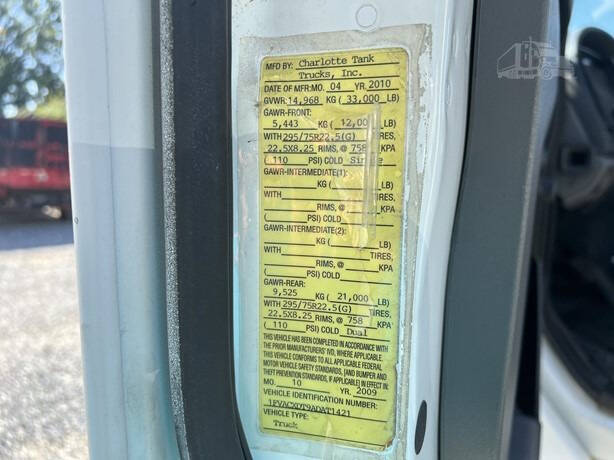 MFD BY: Charlotte Tank
Trucks, Inc.
DATE OF MFR: MO. 04 YR. 2010
GVWR: 14,968 KG ( 33,000 LB)
GAWR-FRONT:
5,443 KG ( 12,00 LB)
WITH 295/75R22.5(G) TIRES,
22.5X8.25 RIMS, @ 758 KPA
( 110 PSI) COLD Single
GAWR-INTERMEDIATE(1):
KG ( LB)
WITH TIRES,
RIMS, @ KPA
( PSI) COLD
GAWR-INTERMEDIATE(2):
KG ( LB)
WITH TIRES,
RIMS, @ KPA
( PSI) COLD
GAWR-REAR:
9,525 KG ( 21,000 LB)
WITH 295/75R22.5(G) TIRES,
22.5X8.25 RIMS, @ 758 KPA
( 110 PSI) COLD Dual
THIS VEHICLE HAS BEEN COMPLETED IN ACCORDANCE WITH
THE PRIOR MANUFACTURERS' IVD, WHERE APPLICABLE.
THIS VEHICLE CONFORMS TO ALL APPLICABLE FEDERAL
MOTOR VEHICLE SAFETY STANDARDS, [AND BUMPER AND
THEFT PREVENTION STANDARDS, IF APPLICABLE] IN EFFECT IN:
MO. 10 YR. 2009
VEHICLE IDENTIFICATION NUMBER:
1FVACXDT9ADAT1421
VEHICLE TYPE:
Truck